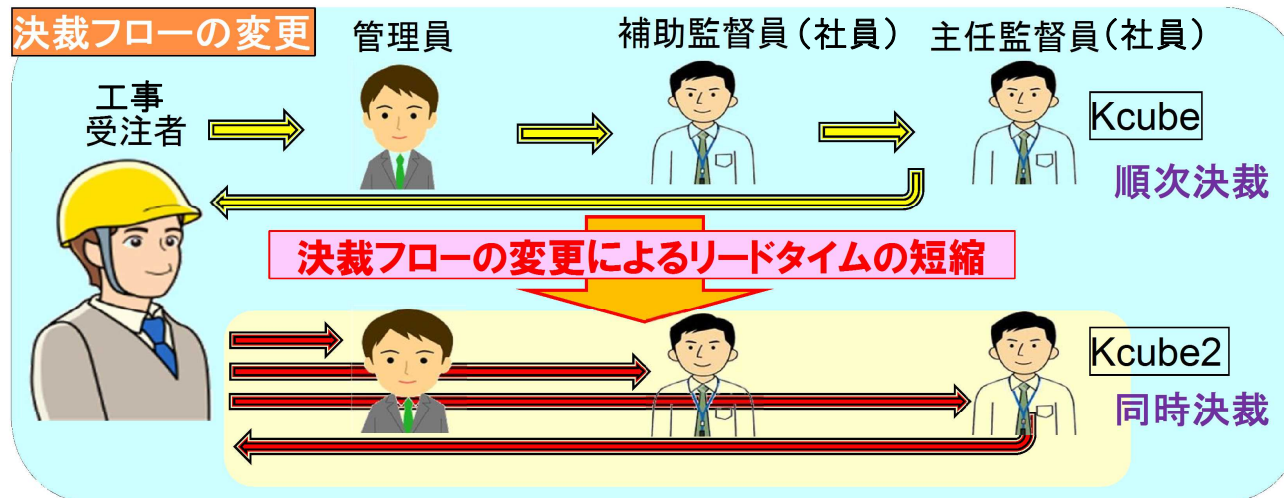 決裁フローの変更
管理員
補助監督員（社員）
主任監督員（社員）
工事
受注者
Kcube
順次決裁
決裁フローの変更によるリードタイムの短縮
Kcube2
同時決裁